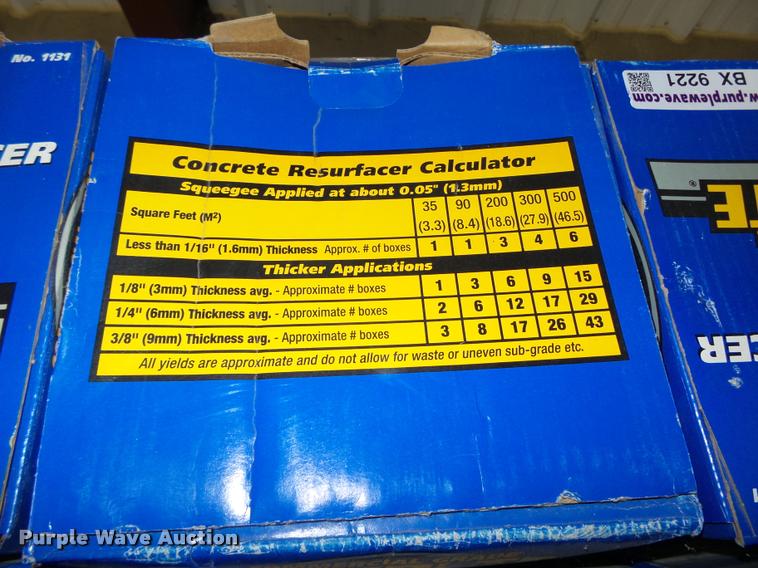 No. 1131
CER
Concrete Resurfacer Calculator
Squeegee Applied at about 0.05" (1.3mm)
Square Feet (M²) 35 (3.3) 90 (8.4) 200 (18.6) 300 (27.9) 500 (46.5)
Less than 1/16" (1.6mm) Thickness Approx. # of boxes 1 1 3 4 6
Thicker Applications
1/8" (3mm) Thickness avg. - Approximate # boxes 1 3 6 9 15
1/4" (6mm) Thickness avg. - Approximate # boxes 2 6 12 17 29
3/8" (9mm) Thickness avg. - Approximate # boxes 3 8 17 26 43
All yields are approximate and do not allow for waste or uneven sub-grade etc.
w.purplewave.com
BX 9221
TE
CER
Purple Wave Auction